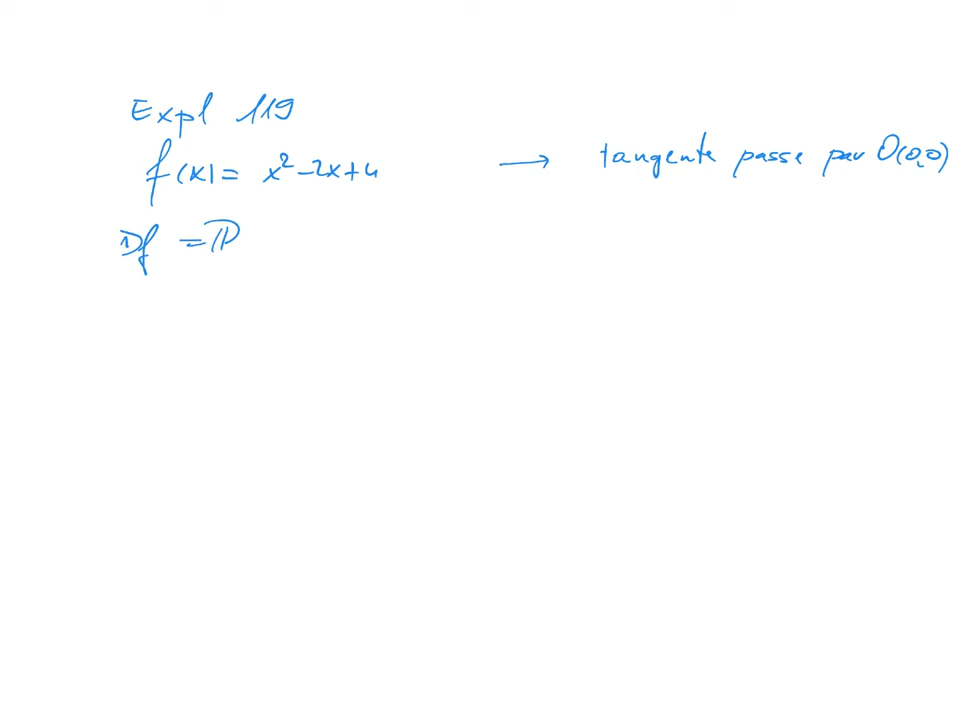 Expl 119
f(x) = x² - 2x + 4 → tangente passe par O(0,0)
Df = ℝ